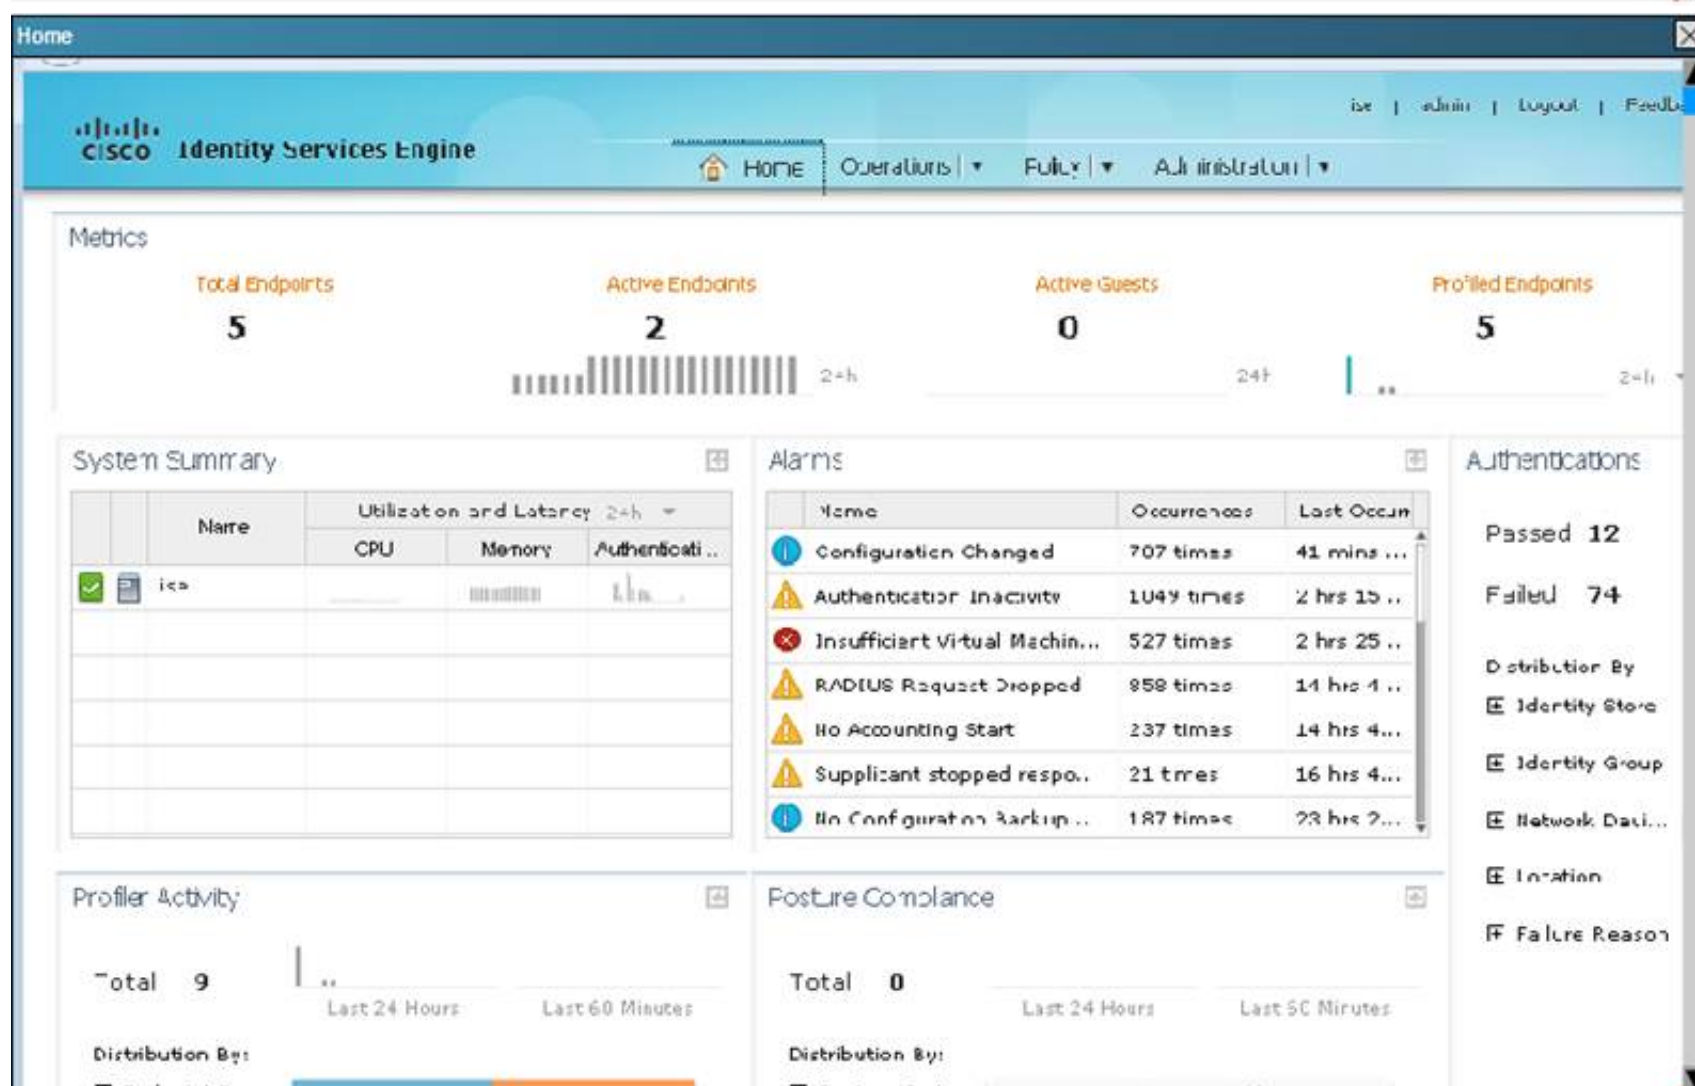 Home
ise | admin | Logout | Feedba
CISCO Identity Services Engine
Home Operations Policy Administration
Metrics
Total Endpoints Active Endpoints Active Guests Profiled Endpoints
5 2 0 5
24h 24h 24h
System Summary
Name Utilization and Latency 24h
CPU Memory Authenticati ..
ise
Alarms
Name Occurrences Last Occurr
Configuration Changed 707 times 41 mins ...
Authentication Inactivity 1049 times 2 hrs 15 ..
Insufficient Virtual Machin... 527 times 2 hrs 25 ..
RADIUS Request Dropped 858 times 14 hrs 4 ..
No Accounting Start 237 times 14 hrs 4...
Supplicant stopped respo.. 21 times 16 hrs 4...
No Configuration Backup ... 187 times 23 hrs 2...
Authentications
Passed 12
Failed 74
Distribution By
Identity Store
Identity Group
Network Devi...
Location
Failure Reason
Profiler Activity
Total 9
Last 24 Hours Last 60 Minutes
Distribution By:
Posture Compliance
Total 0
Last 24 Hours Last 60 Minutes
Distribution By: